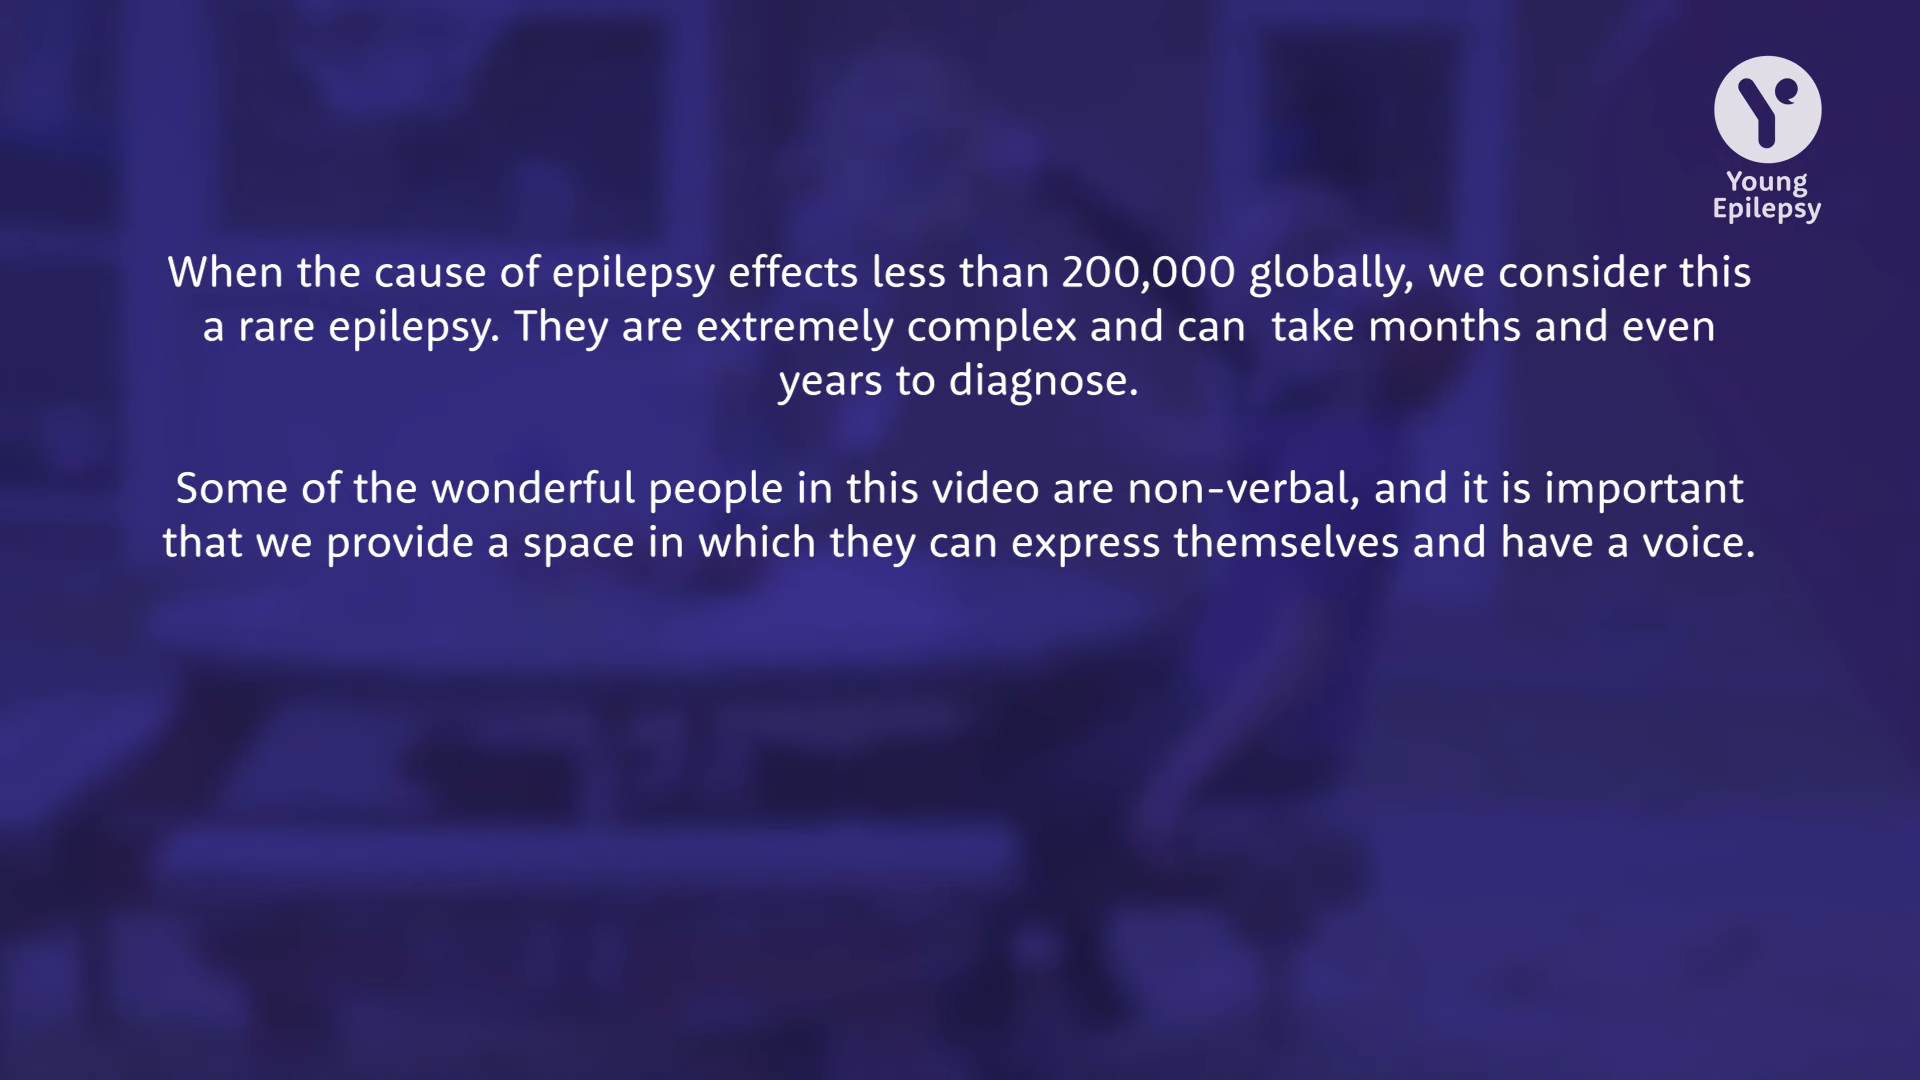 Young
Epilepsy
When the cause of epilepsy effects less than 200,000 globally, we consider this
a rare epilepsy. They are extremely complex and can  take months and even
years to diagnose.
Some of the wonderful people in this video are non-verbal, and it is important
that we provide a space in which they can express themselves and have a voice.